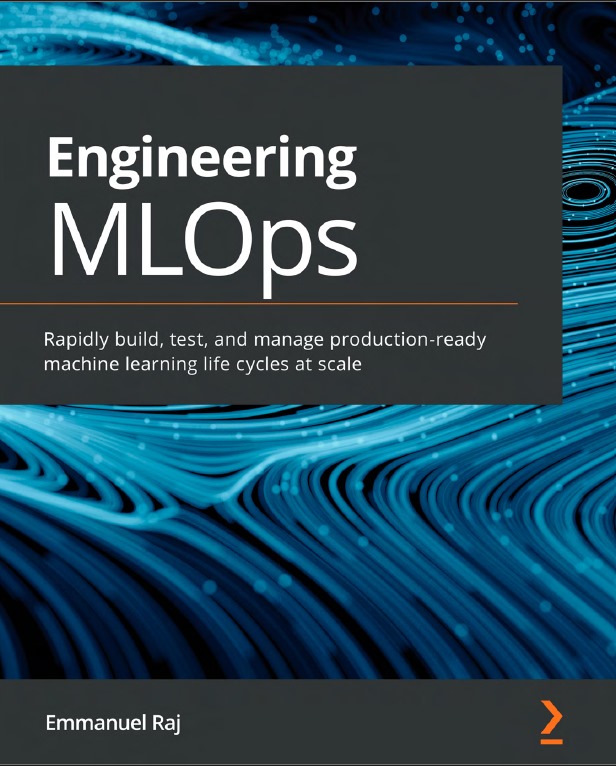 Engineering
MLOps
Rapidly build, test, and manage production-ready
machine learning life cycles at scale
Emmanuel Raj